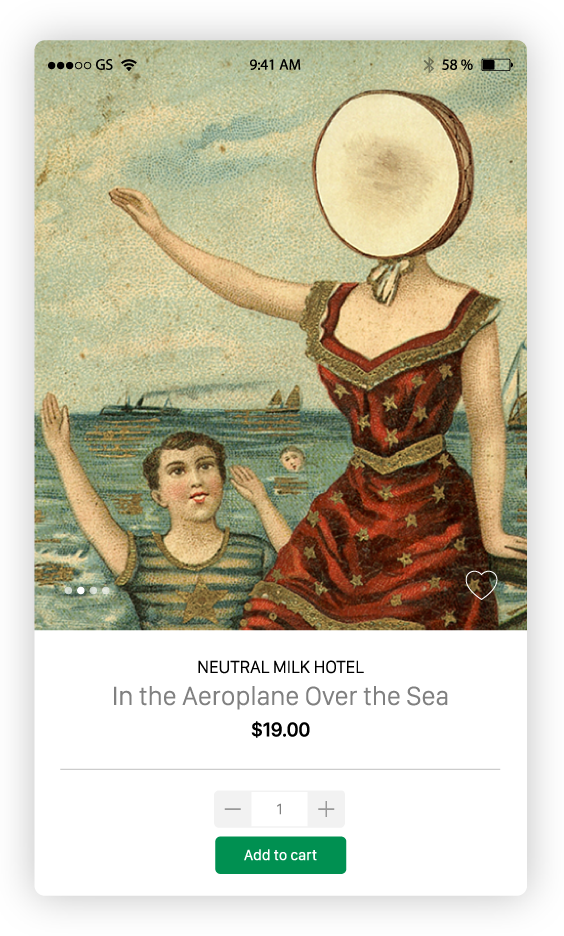 GS 9:41 AM 58 %
NEUTRAL MILK HOTEL
In the Aeroplane Over the Sea
$19.00
1
Add to cart